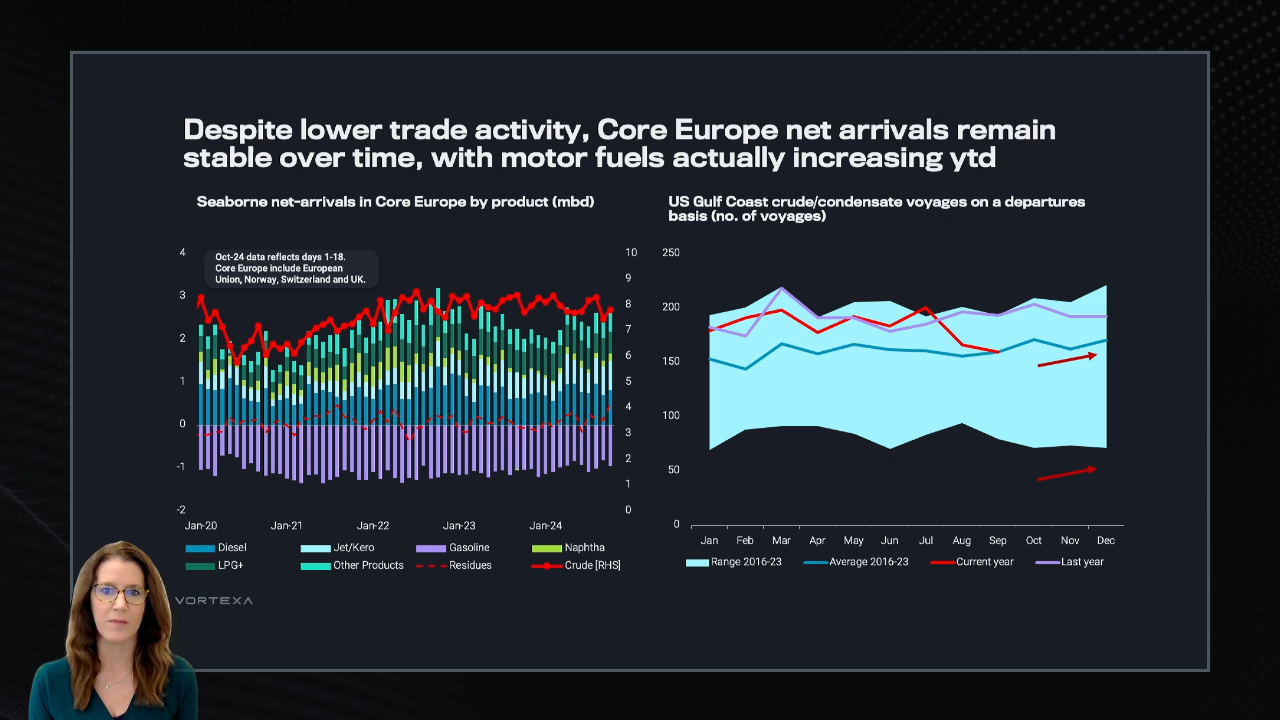 Despite lower trade activity, Core Europe net arrivals remain
stable over time, with motor fuels actually increasing ytd
Seaborne net-arrivals in Core Europe by product (mbd)
4
3
2
1
0
-1
-2
10
9
8
7
6
5
4
3
2
1
0
Oct-24 data reflects days 1-18.
Core Europe include European
Union, Norway, Switzerland and UK.
Jan-20 Jan-21 Jan-22 Jan-23 Jan-24
Diesel Jet/Kero Gasoline Naphtha
LPG+ Other Products Residues Crude [RHS]
US Gulf Coast crude/condensate voyages on a departures
basis (no. of voyages)
250
200
150
100
50
0
Jan Feb Mar Apr May Jun Jul Aug Sep Oct Nov Dec
Range 2016-23 Average 2016-23 Current year Last year
VORTEXA